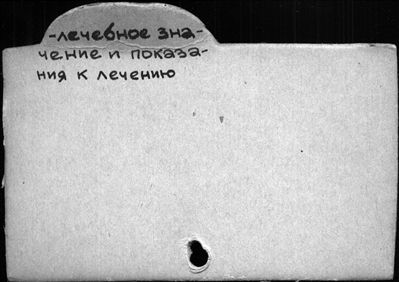 -лечебное зна-
чение и показа-
ния к лечению